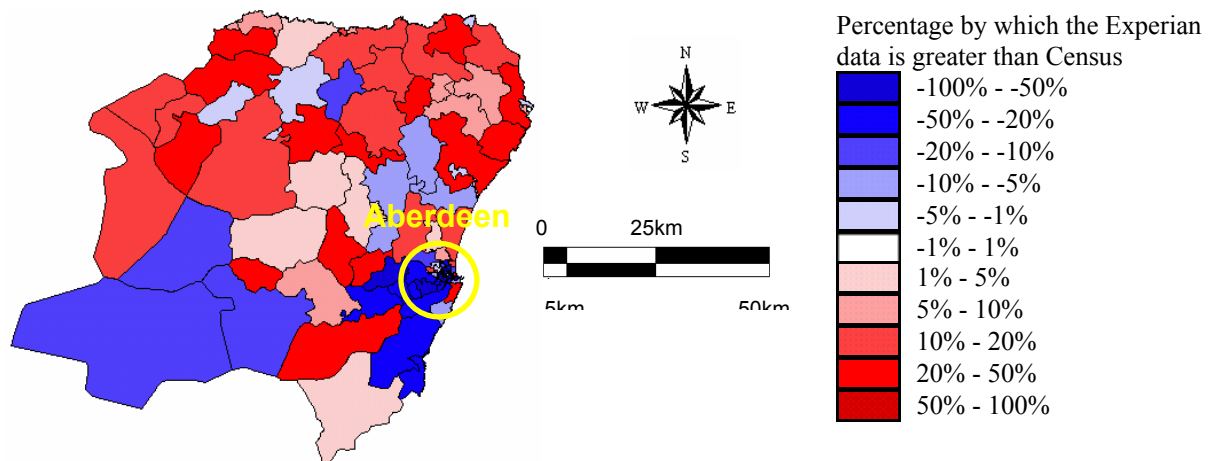 Percentage by which the Experian
data is greater than Census
-100% - -50%
-50% - -20%
-20% - -10%
-10% - -5%
-5% - -1%
-1% - 1%
1% - 5%
5% - 10%
10% - 20%
20% - 50%
50% - 100%
N
W E
S
Aberdeen
0 25km
5km 50km